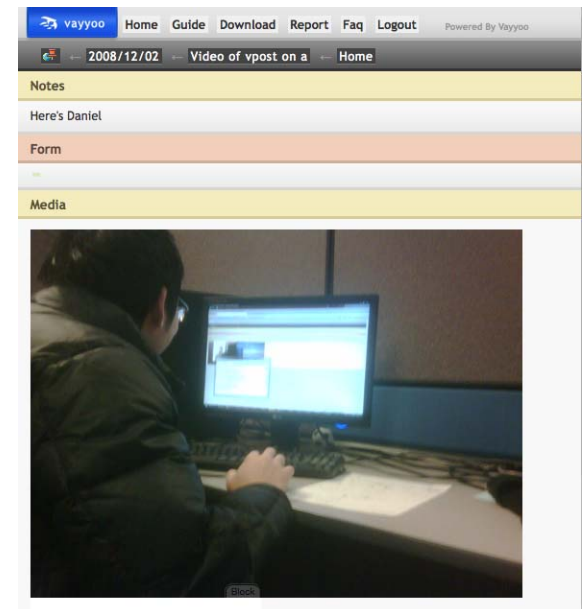 vayyoo Home Guide Download Report Faq Logout Powered By Vayyoo
← 2008/12/02 ← Video of vpost on a ← Home
Notes
Here's Daniel
Form
Media
Block